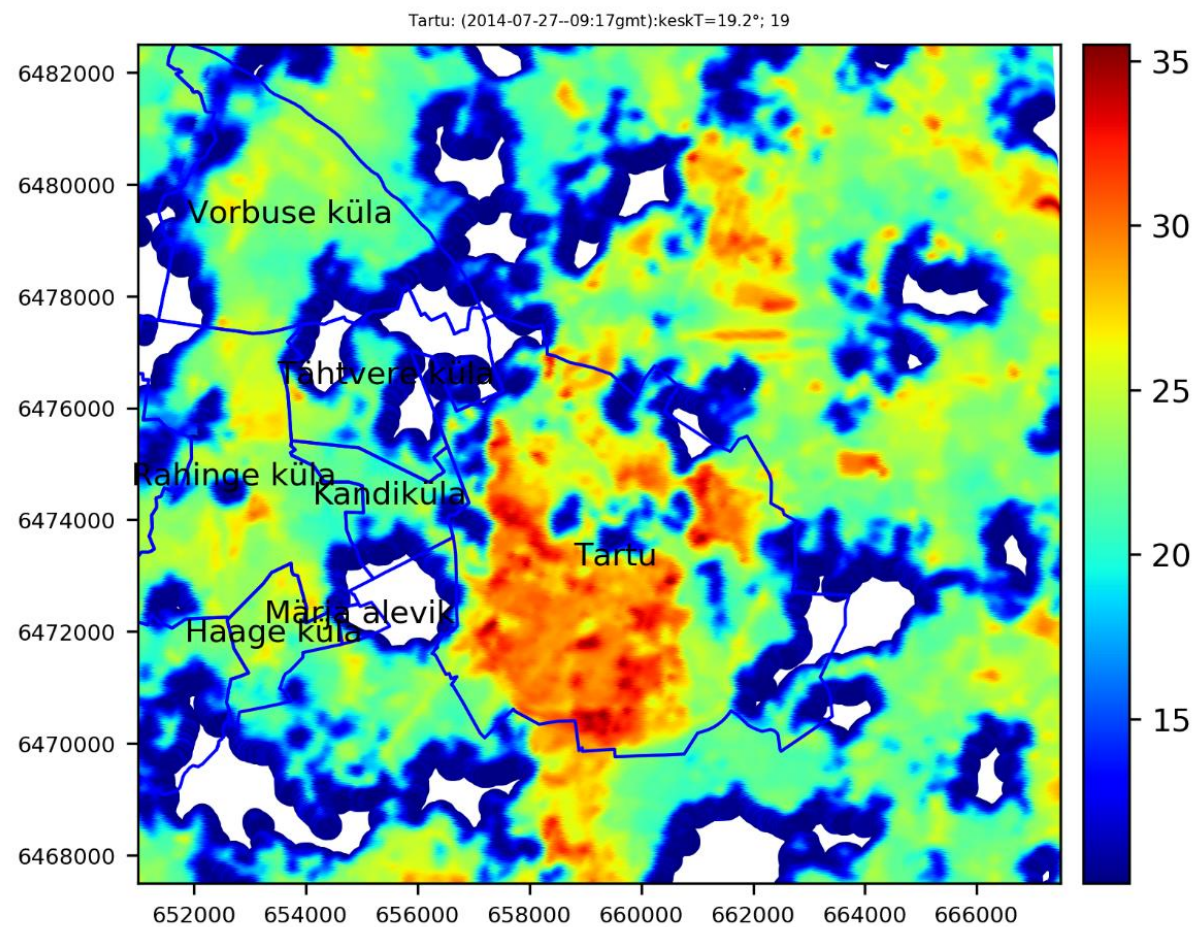 Tartu: (2014-07-27--09:17gmt):keskT=19.2°; 19
6482000
6480000
6478000
6476000
6474000
6472000
6470000
6468000
Vorbuse küla
Tähtvere küla
Rahinge küla
Kandiküla
Tartu
Märja alevik
Haage küla
652000 654000 656000 658000 660000 662000 664000 666000
35
30
25
20
15